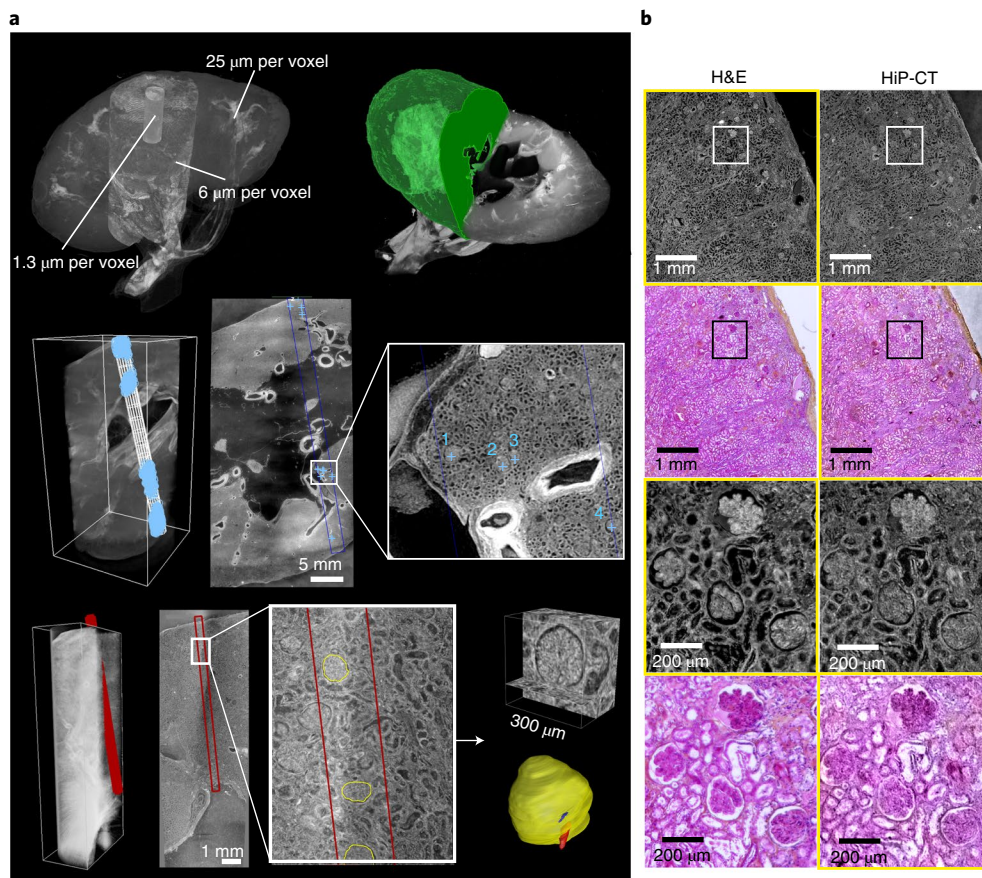 a
25 μm per voxel
6 μm per voxel
1.3 μm per voxel
5 mm
1
2
3
4
1 mm
300 μm
b
H&E
HiP-CT
1 mm
1 mm
1 mm
1 mm
200 μm
200 μm
200 μm
200 μm